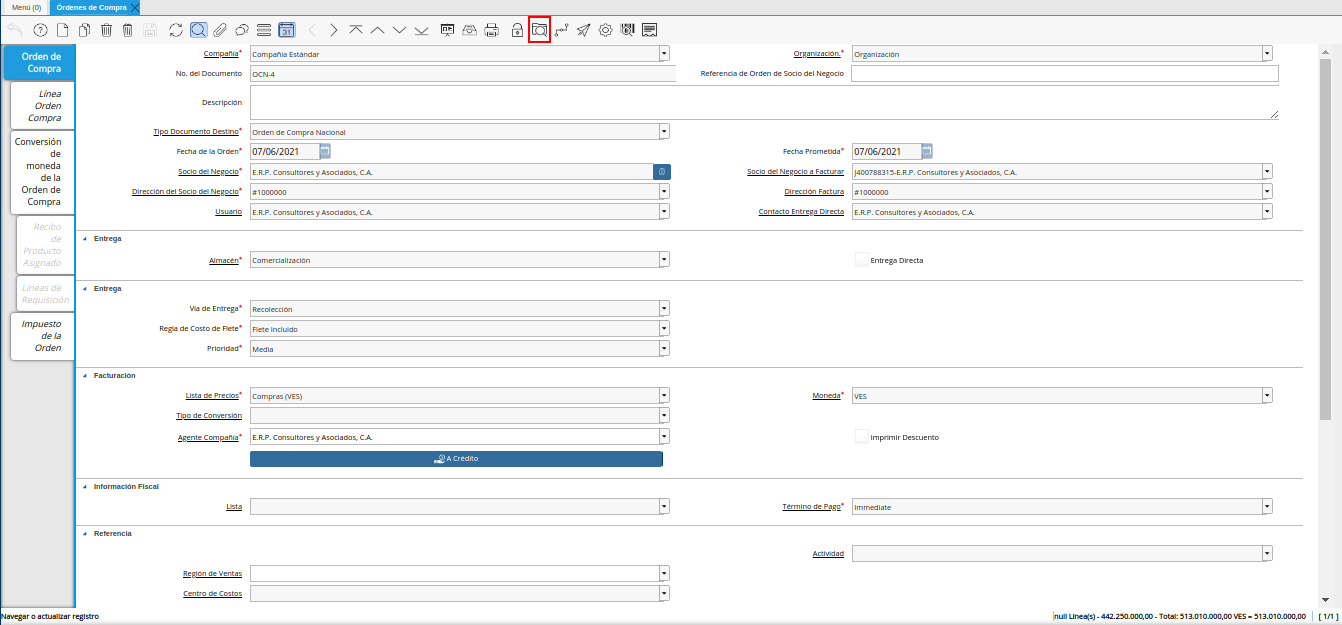 Menú (0)
Órdenes de Compra
31
Orden de
Compra
Línea
Orden
Compra
Conversión
de
moneda
de la
Orden de
Compra
Recibo
de
Producto
Asignado
Líneas de
Requisición
Impuesto
de la
Orden
Compañía* Compañía Estándar
Organización.* Organización
No. del Documento OCN-4
Referencia de Orden de Socio del Negocio
Descripción
Tipo Documento Destino* Orden de Compra Nacional
Fecha de la Orden* 07/06/2021
Fecha Prometida* 07/06/2021
Socio del Negocio* E.R.P. Consultores y Asociados, C.A.
Socio del Negocio a Facturar J400788315-E.R.P. Consultores y Asociados, C.A.
Dirección del Socio del Negocio* #1000000
Dirección Factura #1000000
Usuario E.R.P. Consultores y Asociados, C.A.
Contacto Entrega Directa E.R.P. Consultores y Asociados, C.A.
Entrega
Almacén* Comercialización
Entrega Directa
Entrega
Vía de Entrega* Recolección
Regla de Costo de Flete* Flete Incluido
Prioridad* Media
Facturación
Lista de Precios* Compras (VES)
Moneda* VES
Tipo de Conversión
Agente Compañía* E.R.P. Consultores y Asociados, C.A.
Imprimir Descuento
A Crédito
Información Fiscal
Lista
Término de Pago* Immediate
Referencia
Actividad
Región de Ventas
Centro de Costos
Navegar o actualizar registro
null Línea(s) - 442.250.000,00 - Total: 513.010.000,00 VES = 513.010.000,00 [ 1/1 ]